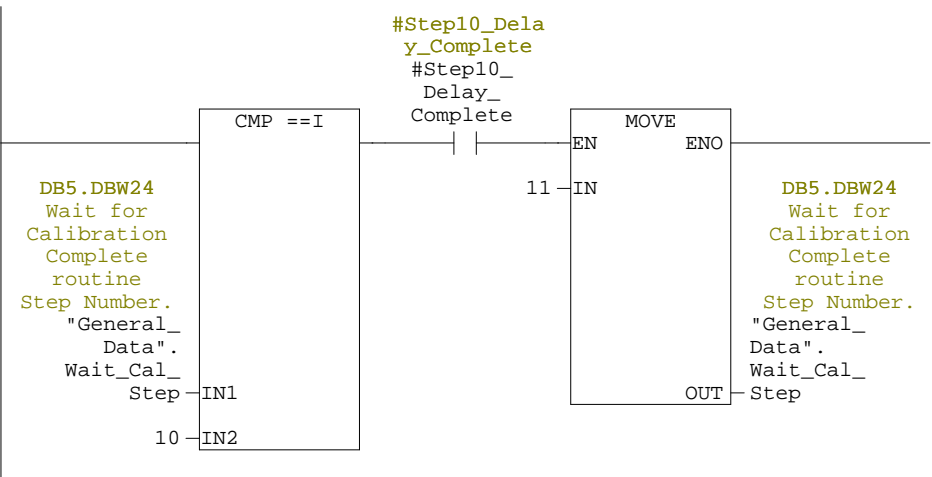 #Step10_Dela
y_Complete
#Step10_
Delay_
Complete
CMP ==I
MOVE
EN
ENO
DB5.DBW24
Wait for
Calibration
Complete
routine
Step Number.
"General_
Data".
Wait_Cal_
Step
IN1
10
IN2
11
IN
DB5.DBW24
Wait for
Calibration
Complete
routine
Step Number.
"General_
Data".
Wait_Cal_
OUT
Step